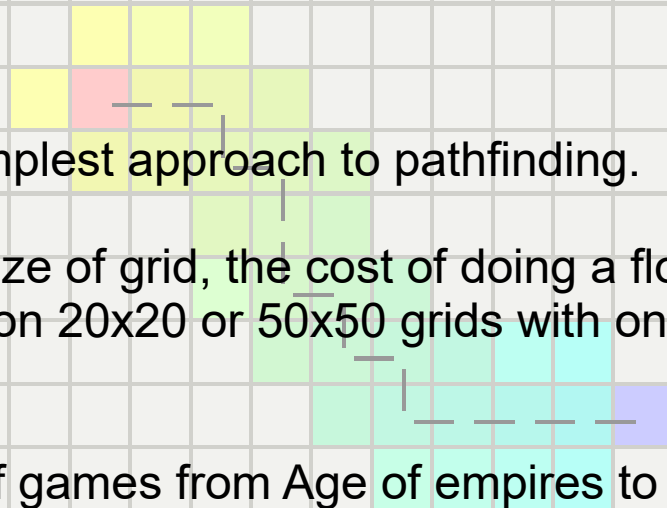 mplest approach to pathfinding.
ze of grid, the cost of doing a flo
on 20x20 or 50x50 grids with on
f games from Age of empires to